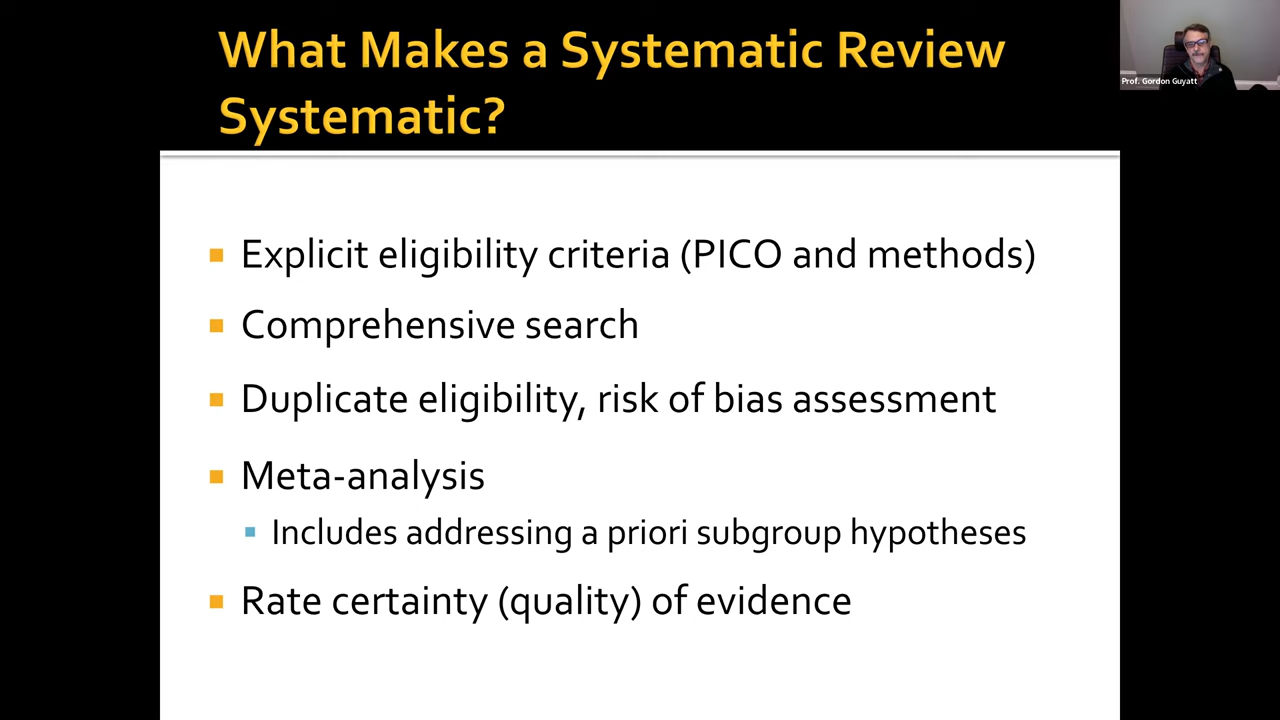 What Makes a Systematic Review
Systematic?
Prof. Gordon Guyatt
Explicit eligibility criteria (PICO and methods)
Comprehensive search
Duplicate eligibility, risk of bias assessment
Meta-analysis
Includes addressing a priori subgroup hypotheses
Rate certainty (quality) of evidence